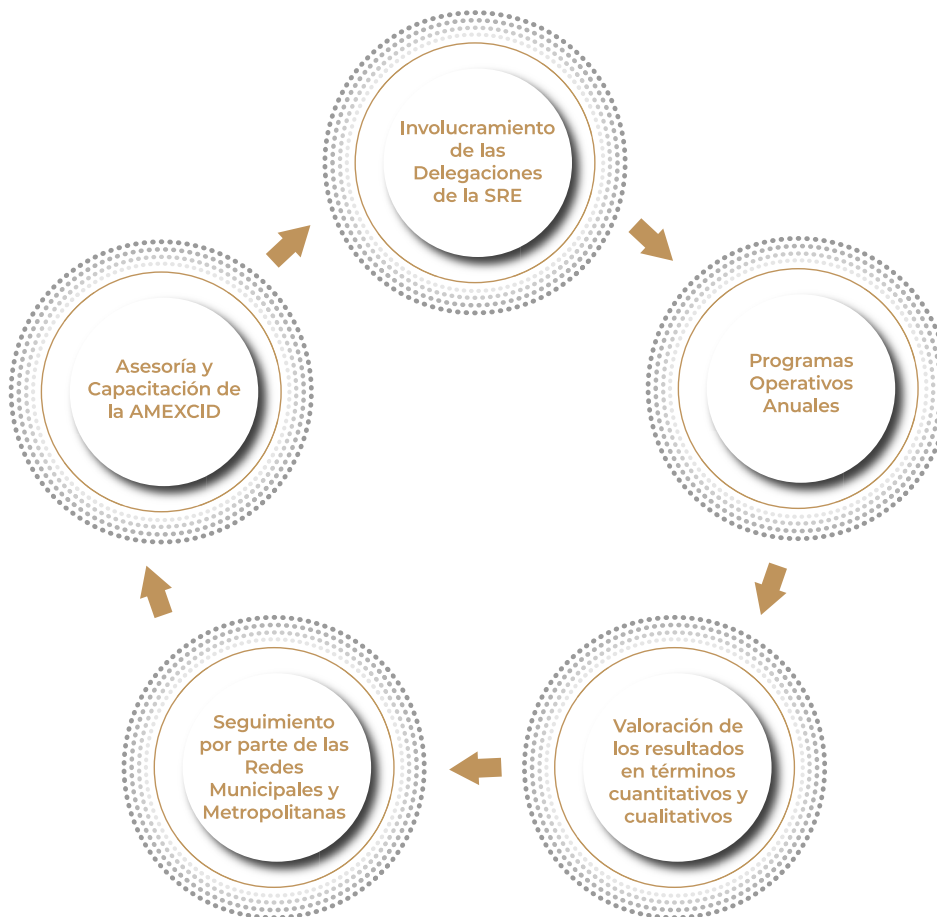 Involucramiento
de las
Delegaciones
de la SRE
Programas
Operativos
Anuales
Valoración de
los resultados
en términos
cuantitativos y
cualitativos
Seguimiento
por parte de las
Redes
Municipales y
Metropolitanas
Asesoría y
Capacitación de
la AMEXCID